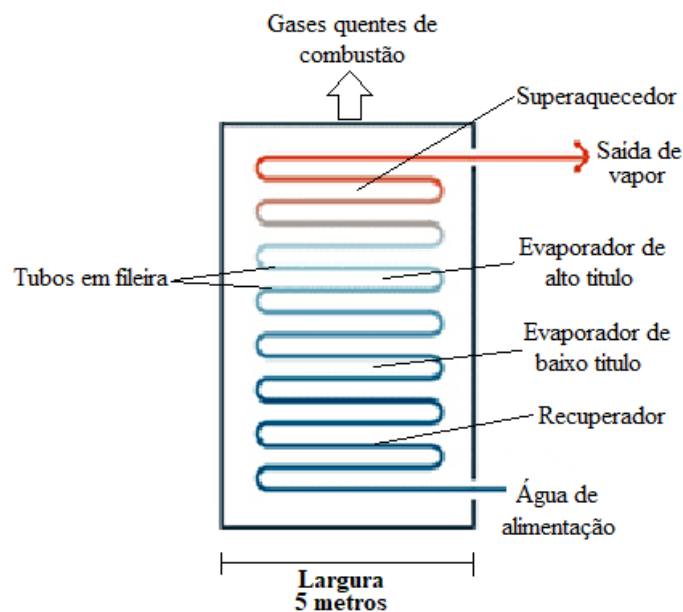 Gases quentes de
combustão
Superaquecedor
Saída de
vapor
Tubos em fileira
Evaporador de
alto titulo
Evaporador de
baixo titulo
Recuperador
Água de
alimentação
Largura
5 metros